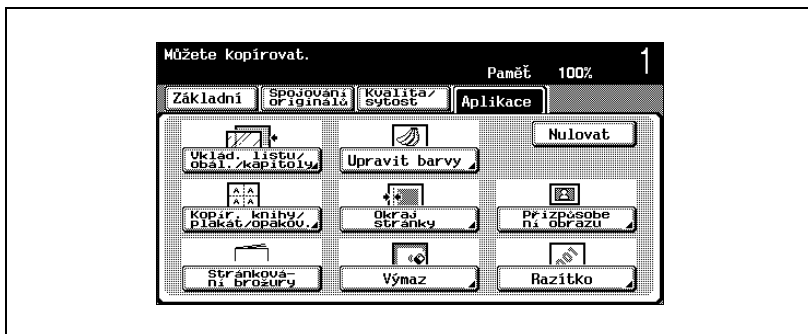 Můžete kopírovat.
Paměť 100%
1
Základní
Spojování
originálů
Kvalita/
sytost
Aplikace
Nulovat
Vklád. listu/
obál./kapitoly
Upravit barvy
Kopír. knihy/
plakát/opakov.
Okraj
stránky
Přizpůsobe
ní obrazu
Stránková-
ní brožury
Výmaz
Razítko